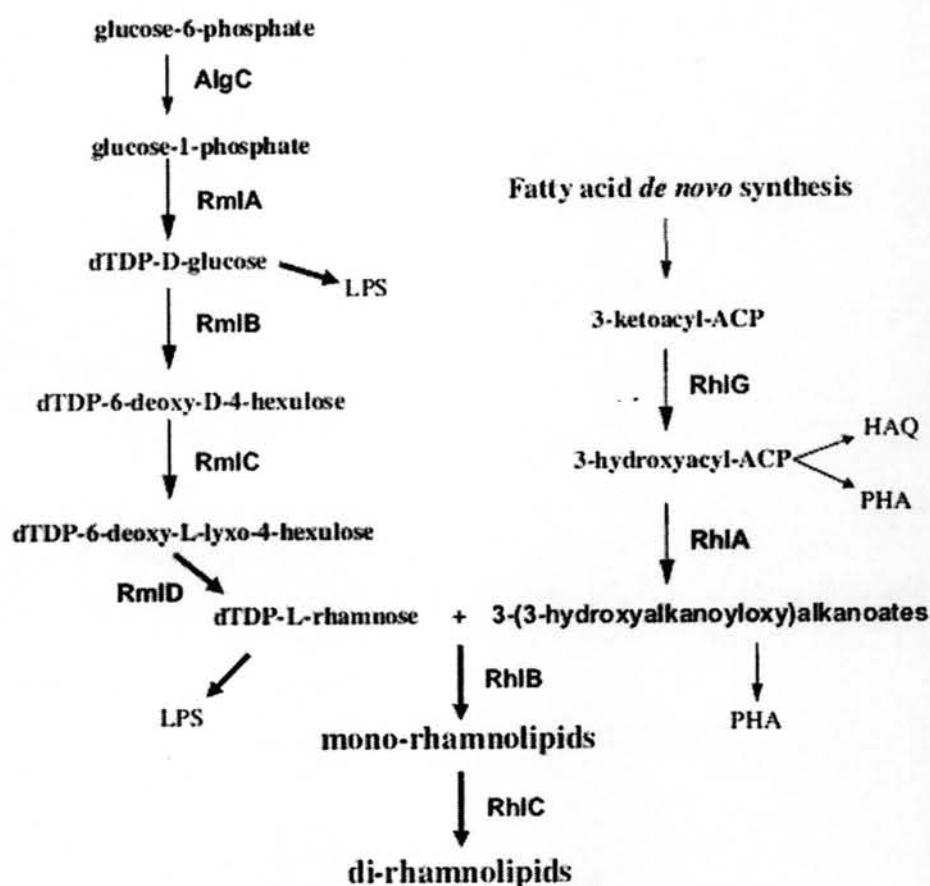 glucose-6-phosphate
AlgC
glucose-1-phosphate
RmlA
dTDP-D-glucose
LPS
RmlB
dTDP-6-deoxy-D-4-hexulose
RmlC
dTDP-6-deoxy-L-lyxo-4-hexulose
RmlD
dTDP-L-rhamnose + 3-(3-hydroxyalkanoyloxy)alkanoates
LPS
Fatty acid de novo synthesis
3-ketoacyl-ACP
RhlG
3-hydroxyacyl-ACP
HAQ
PHA
RhlA
PHA
RhlB
mono-rhamnolipids
RhlC
di-rhamnolipids